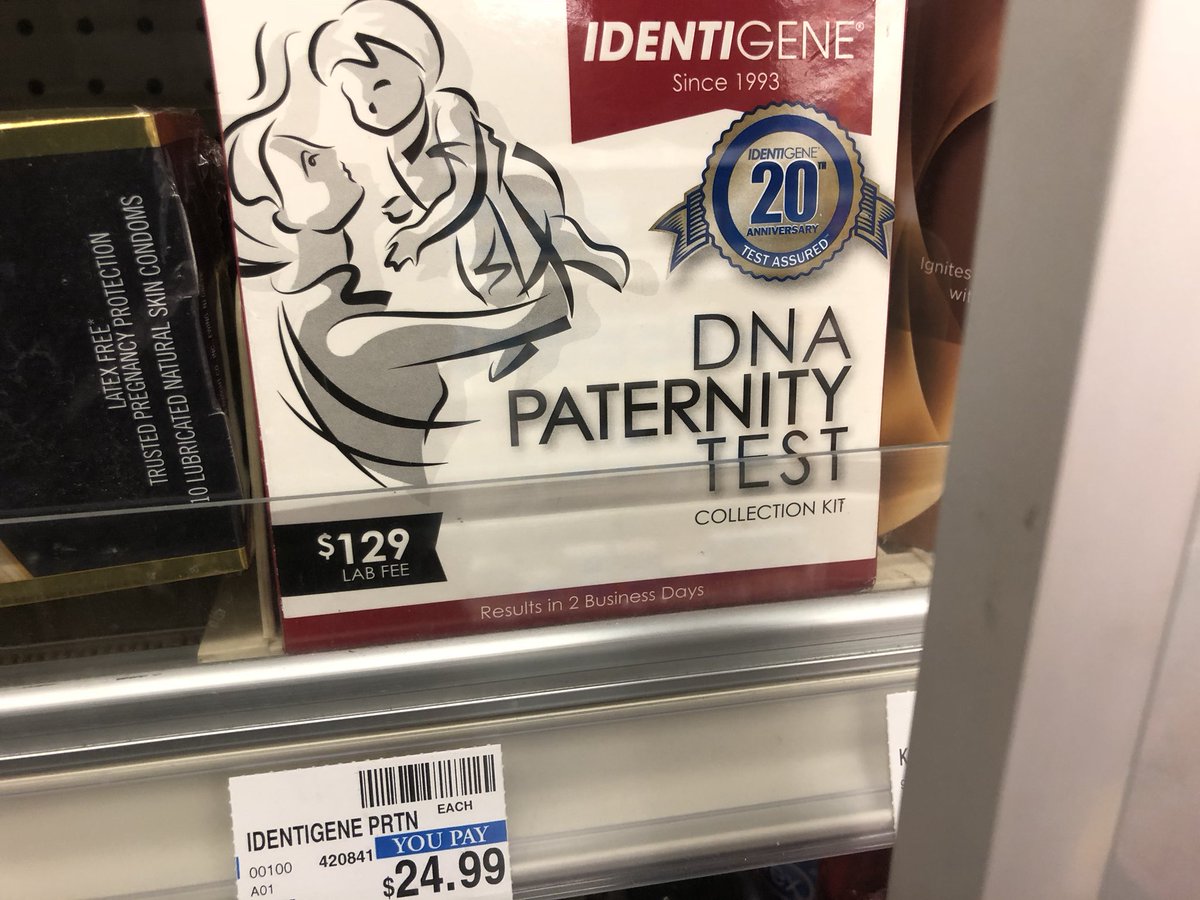 IDENTIGENE®
Since 1993
IDENTIGENE
20TH
ANNIVERSARY
TEST ASSURED
DNA
PATERNITY
TEST
COLLECTION KIT
$129
LAB FEE
Results in 2 Business Days
LATEX FREE*
TRUSTED PREGNANCY PROTECTION
10 LUBRICATED NATURAL SKIN CONDOMS
Ignites
wit
EACH
IDENTIGENE PRTN
YOU PAY
00100
420841
A01
$24.99
K